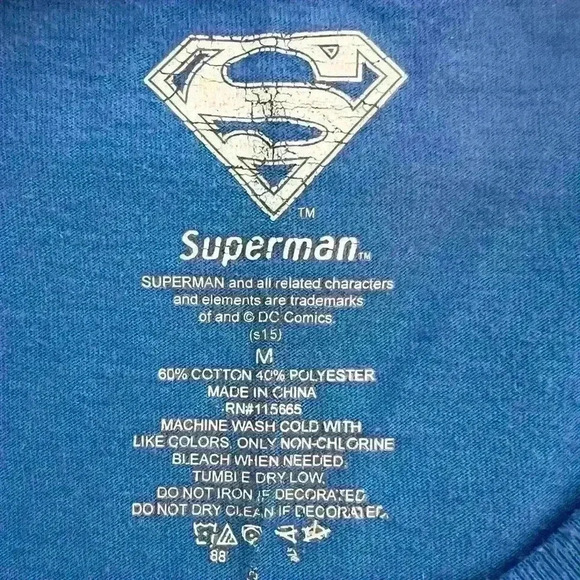 S
TM
Superman TM
SUPERMAN and all related characters
and elements are trademarks
of and © DC Comics.
(s15)
M
60% COTTON 40% POLYESTER
MADE IN CHINA
RN#115665
MACHINE WASH COLD WITH
LIKE COLORS. ONLY NON-CHLORINE
BLEACH WHEN NEEDED.
TUMBLE DRY LOW.
DO NOT IRON IF DECORATED
DO NOT DRY CLEAN IF DECORATED.
88